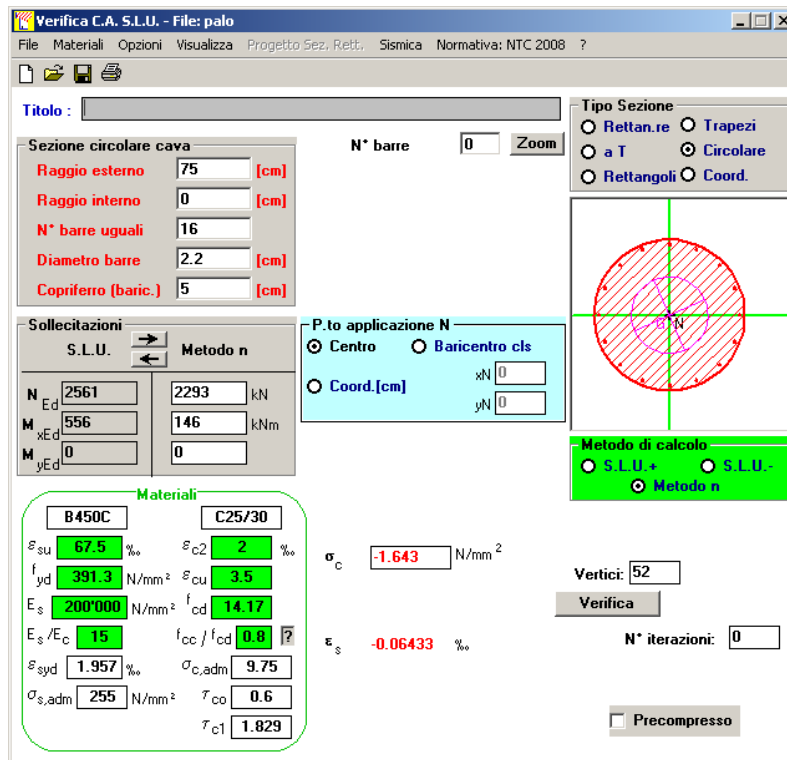 Verifica C.A. S.L.U. - File: palo
File Materiali Opzioni Visualizza Progetto Sez. Rett. Sismica Normativa: NTC 2008 ?
Titolo :
Tipo Sezione
Rettan.re Trapezi
a T Circolare
Rettangoli Coord.
Sezione circolare cava
N° barre 0 Zoom
Raggio esterno 75 [cm]
Raggio interno 0 [cm]
N° barre uguali 16
Diametro barre 2.2 [cm]
Copriferro (baric.) 5 [cm]
G N
Sollecitazioni
S.L.U. Metodo n
N Ed 2561 2293 kN
M xEd 556 146 kNm
M yEd 0 0
P.to applicazione N
Centro Baricentro cls
Coord.[cm] xN 0
yN 0
Metodo di calcolo
S.L.U.+ S.L.U.-
Metodo n
Materiali
B450C C25/30
εsu 67.5 ‰ εc2 2 ‰
fyd 391.3 N/mm² εcu 3.5
Es 200'000 N/mm² fcd 14.17
Es/Ec 15 fcc / fcd 0.8 ?
εsyd 1.957 ‰ σc,adm 9.75
σs,adm 255 N/mm² τco 0.6
τc1 1.829
σc -1.643 N/mm²
εs -0.06433 ‰
Vertici: 52
Verifica
N° iterazioni: 0
Precompresso